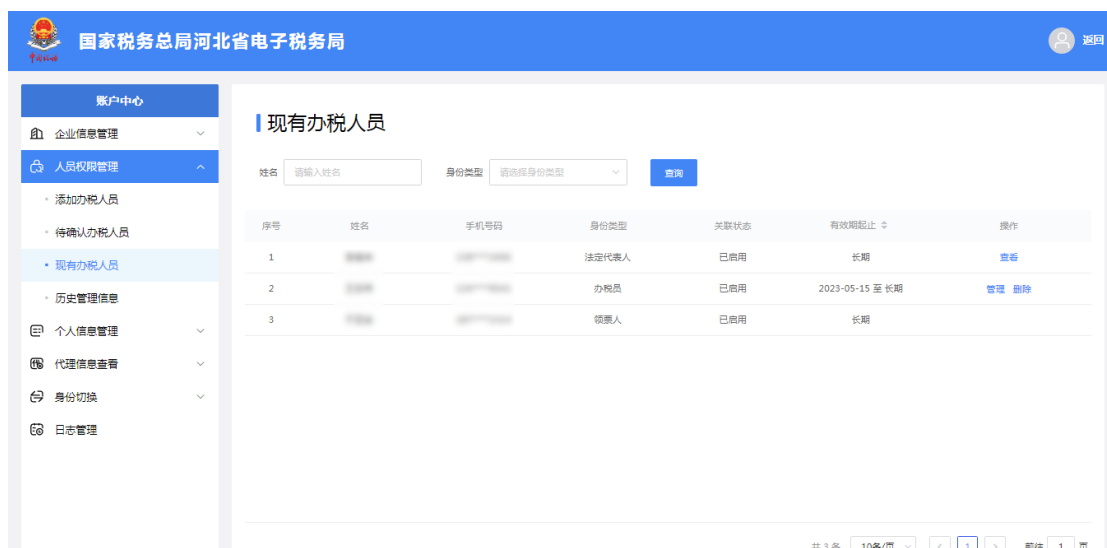 国家税务总局河北省电子税务局
返回
账户中心
企业信息管理
人员权限管理
添加办税人员
待确认办税人员
现有办税人员
历史管理信息
个人信息管理
代理信息查看
身份切换
日志管理
现有办税人员
姓名 请输入姓名 身份类型 请选择身份类型 查询
序号 姓名 手机号码 身份类型 关联状态 有效期起止 操作
1 法定代表人 已启用 长期 查看
2 办税员 已启用 2023-05-15 至 长期 管理 删除
3 领票人 已启用 长期
共 3 条 10条/页 1 前往 1 页